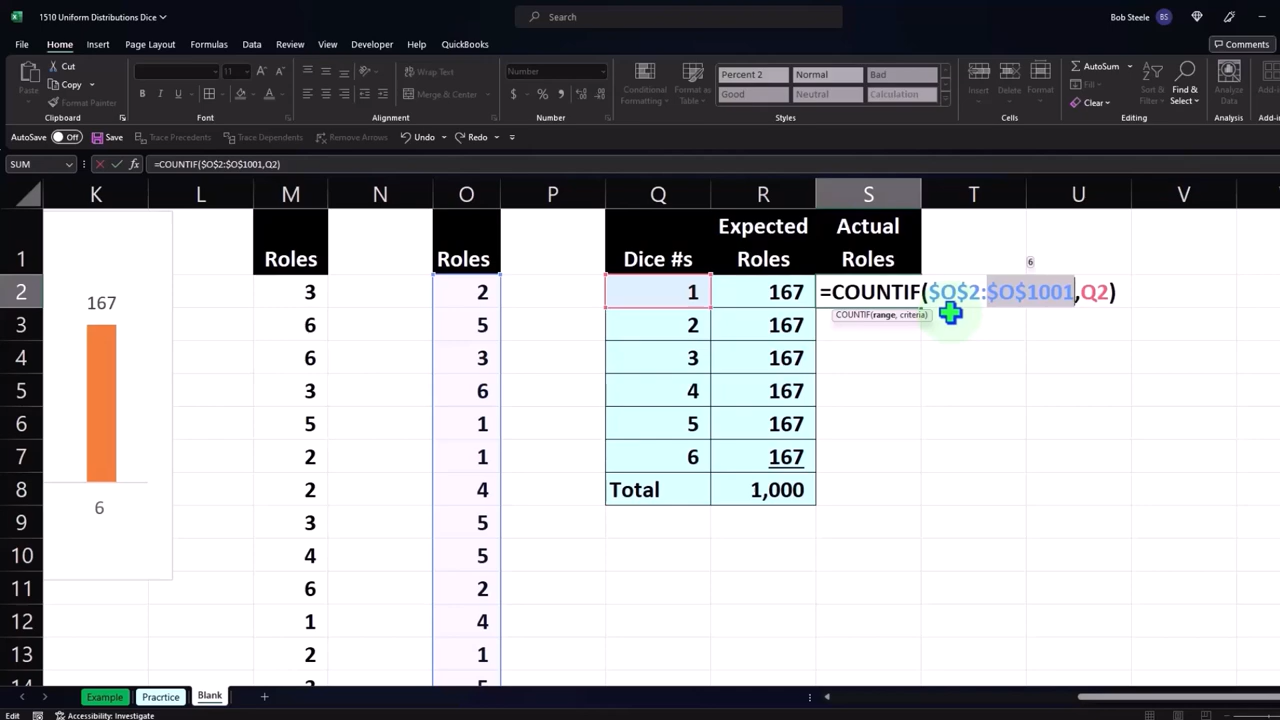 1510 Uniform Distributions Dice
Search
Bob Steele BS
File Home Insert Page Layout Formulas Data Review View Developer Help QuickBooks Comments
Cut
Copy
Format Painter
Paste
Clipboard
11
Font
Wrap Text
Merge & Center
Alignment
Number
Number
Conditional Formatting
Format as Table
Percent 2 Normal Bad
Good Neutral Calculation
Styles
Insert Delete Format
Cells
AutoSum
Fill
Clear
Sort & Filter
Find & Select
Editing
Analyze Data
Analysis
AutoSave Off Save Trace Precedents Trace Dependents Remove Arrows Undo Redo
SUM fx =COUNTIF($O$2:$O$1001,Q2)
K L M N O P Q R S T U V
1 Roles Roles Dice #s Expected Roles Actual Roles 6
2 3 2 1 167 =COUNTIF($O$2:$O$1001,Q2)
COUNTIF(range, criteria)
167
3 6 5 2 167
4 6 3 3 167
5 3 6 4 167
6 5 1 5 167
7 2 1 6 167
8 2 4 Total 1,000
6
9 3 5
10 4 5
11 6 2
12 1 4
13 2 1
14
Example Pracrtice Blank
Edit Accessibility: Investigate